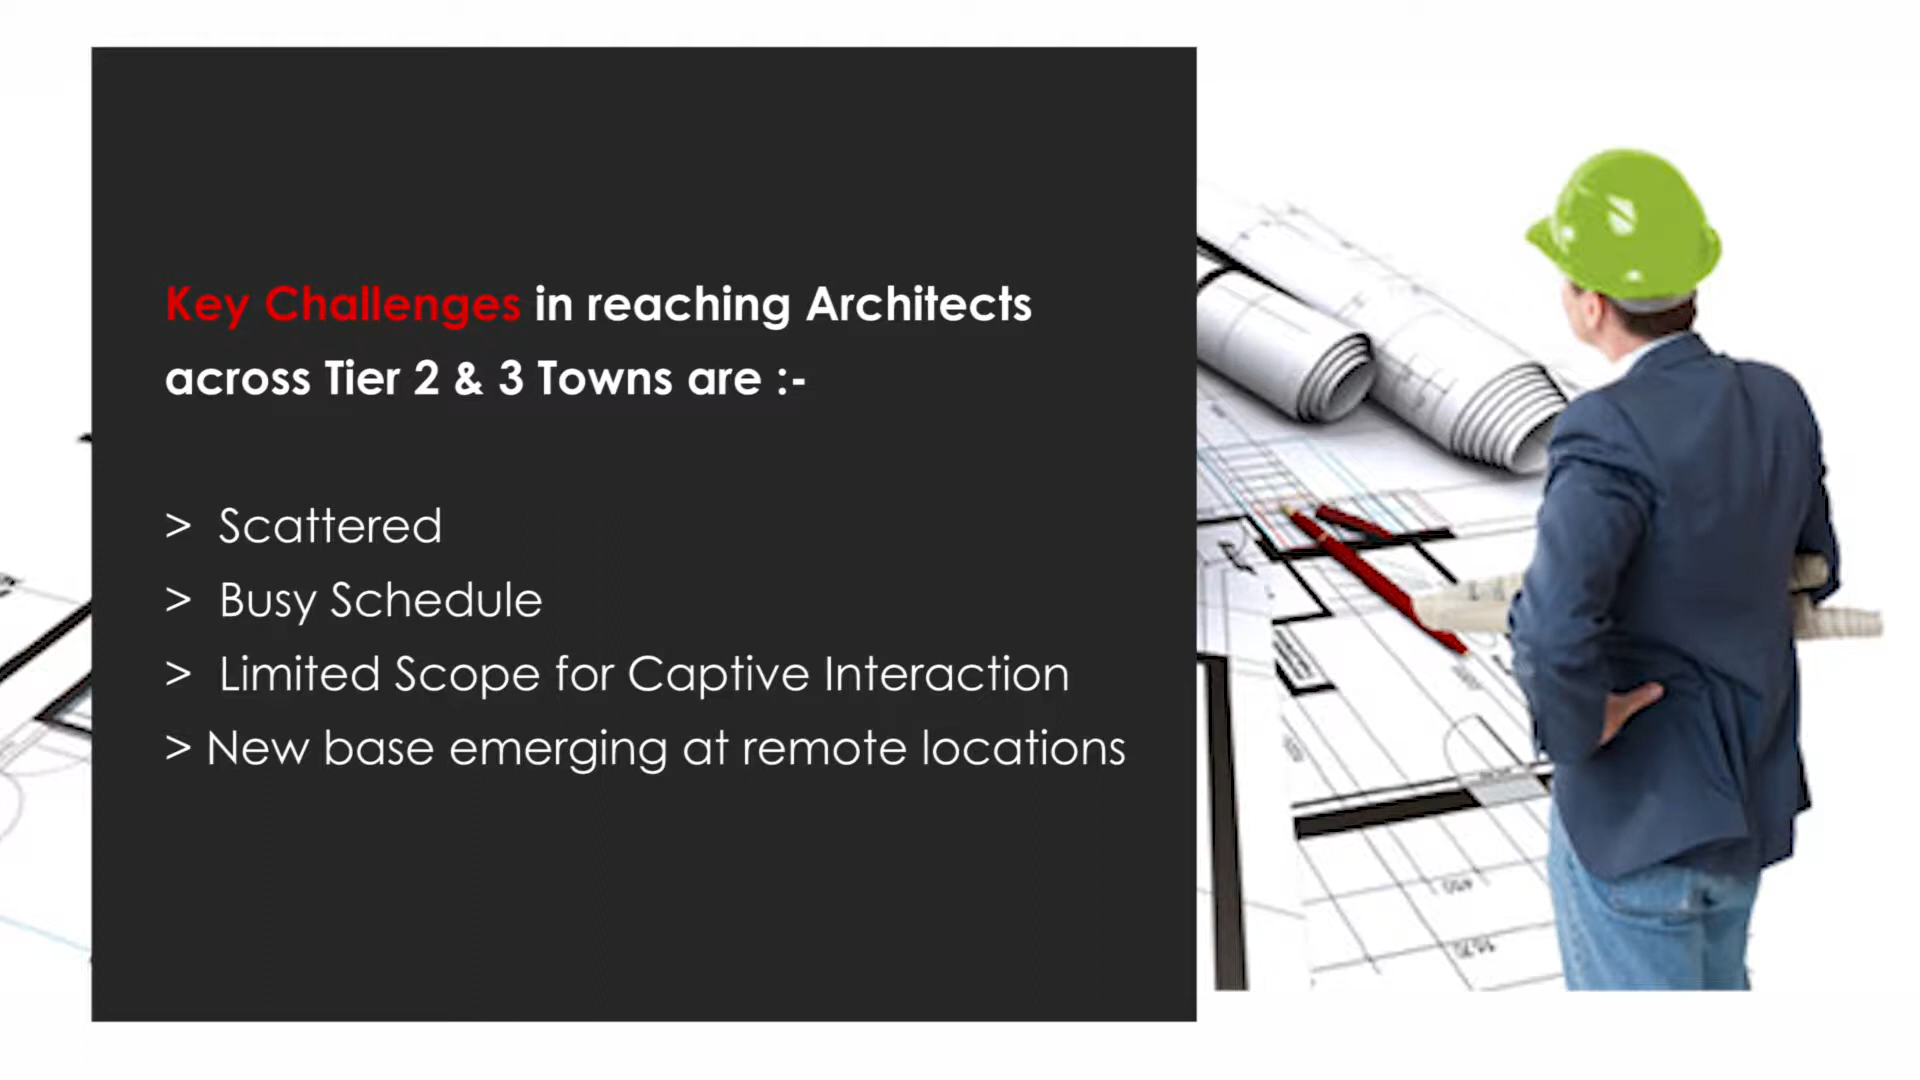 Key Challenges in reaching Architects
across Tier 2 & 3 Towns are :-
> Scattered
> Busy Schedule
> Limited Scope for Captive Interaction
> New base emerging at remote locations